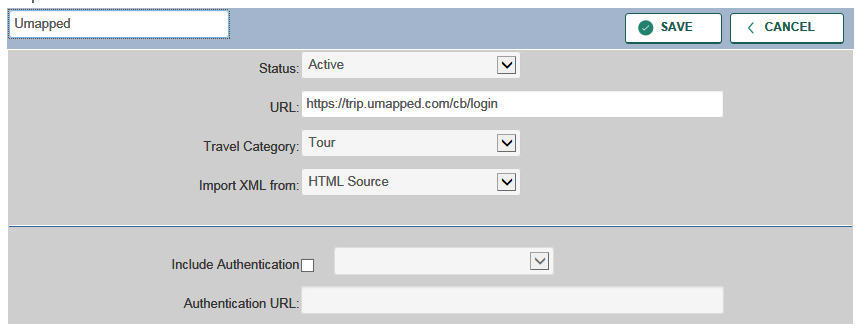 Umapped
SAVE
CANCEL
Status: Active
URL: https://trip.umapped.com/cb/login
Travel Category: Tour
Import XML from: HTML Source
Include Authentication
Authentication URL: